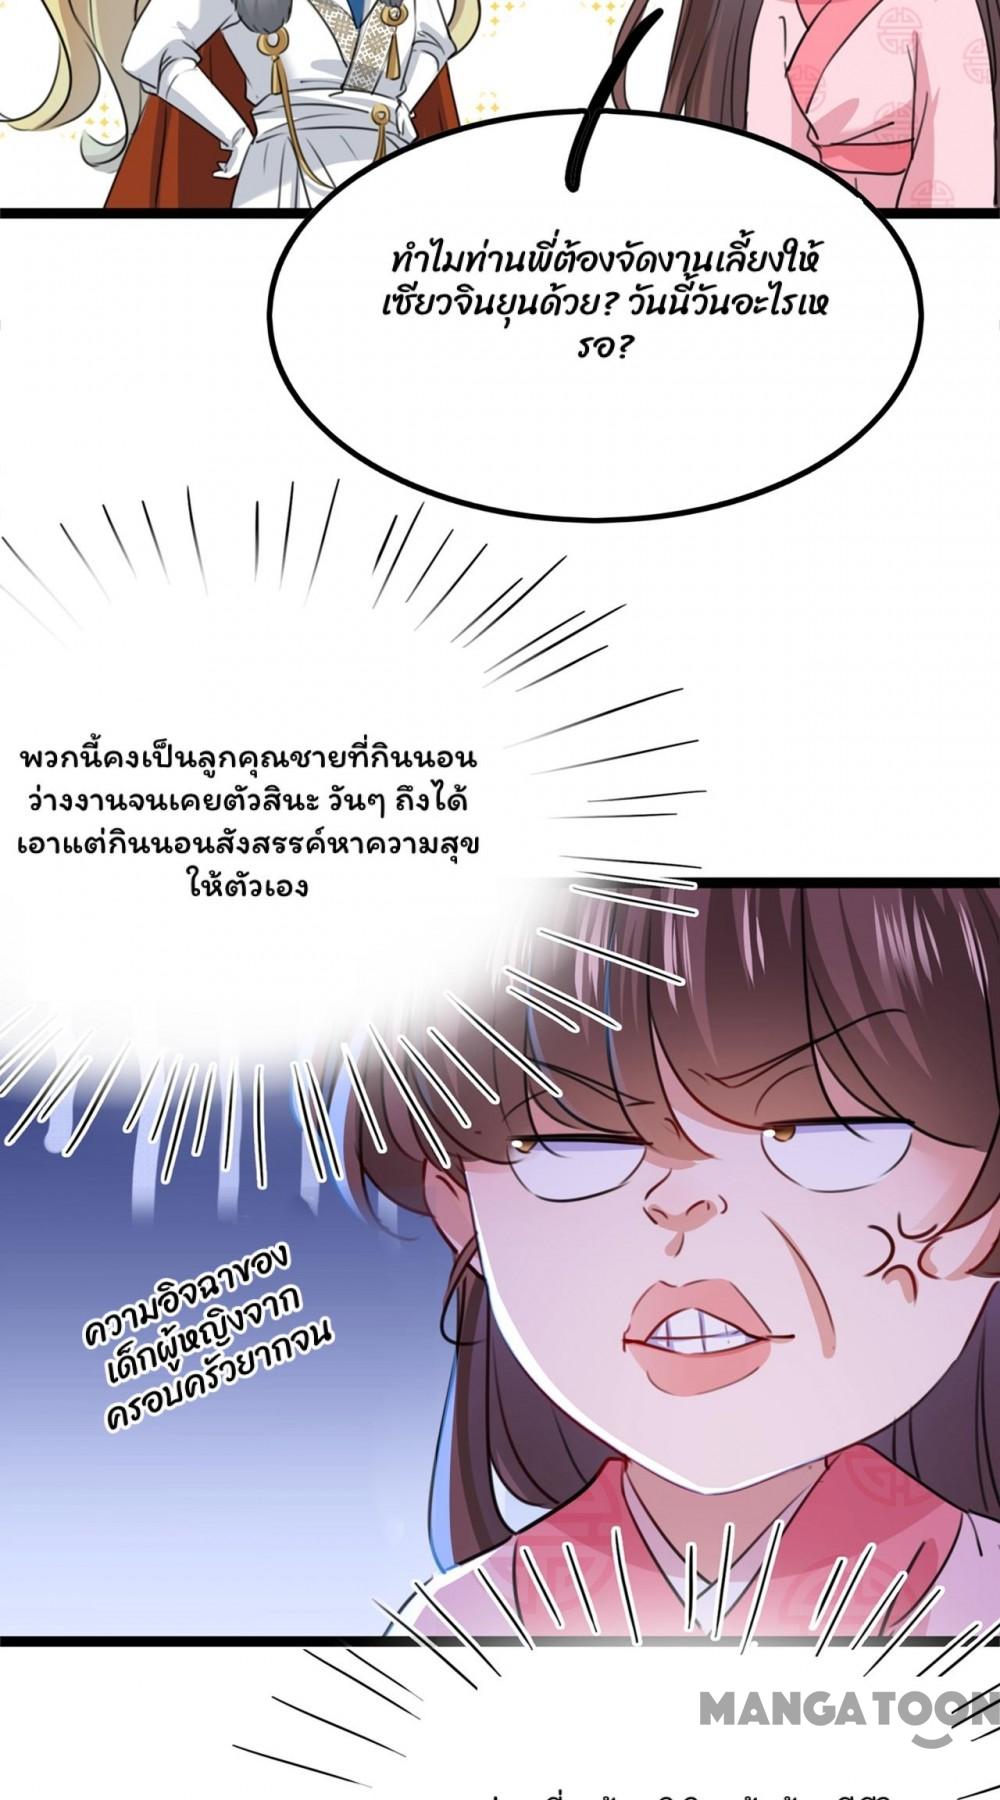 ทำไมท่านพี่ต้องจัดงานเลี้ยงให้
เซียวจินยุนด้วย? วันนี้วันอะไรเห
รอ?
พวกนี้คงเป็นลูกคุณชายที่กินนอน
ว่างงานจนเคยตัวสินะ วันๆ ถึงได้
เอาแต่กินนอนสังสรรค์หาความสุข
ให้ตัวเอง
ความอิจฉาของ
เด็กผู้หญิงจาก
ครอบครัวยากจน
MANGATOON